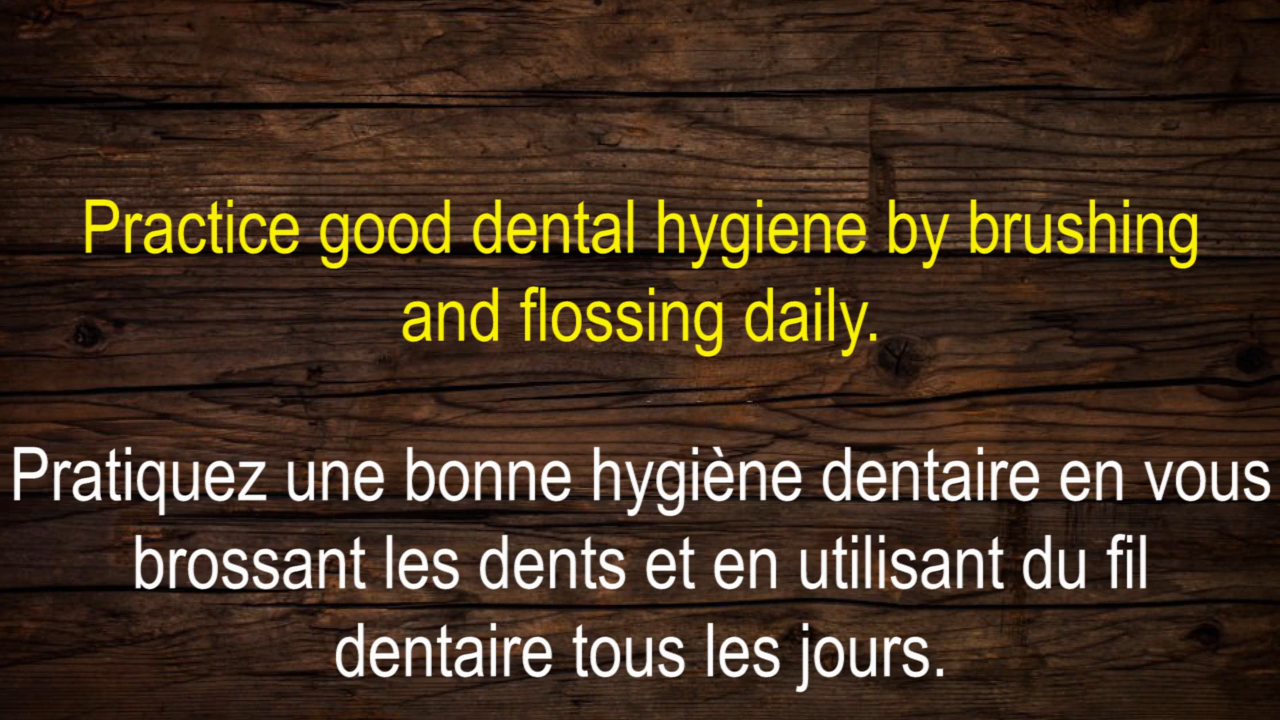 Practice good dental hygiene by brushing
and flossing daily.
Pratiquez une bonne hygiène dentaire en vous
brossant les dents et en utilisant du fil
dentaire tous les jours.